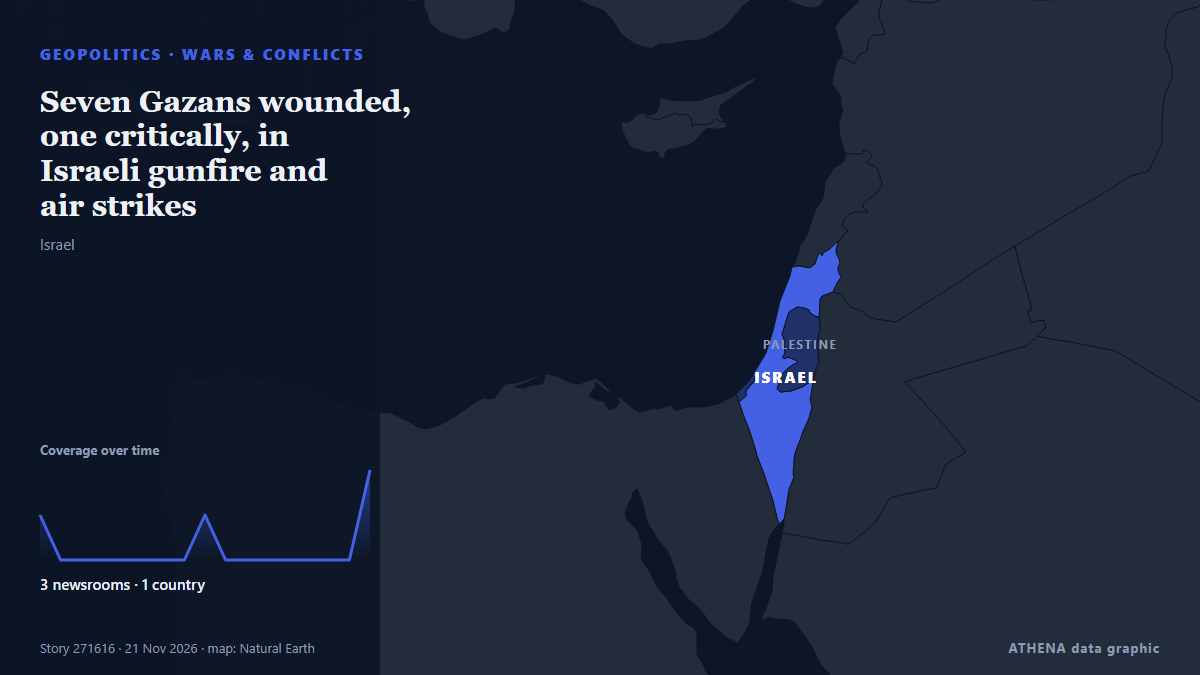 GEOPOLITICS · WARS & CONFLICTS
Seven Gazans wounded,
one critically, in
Israeli gunfire and
air strikes
Israel
PALESTINE
ISRAEL
Coverage over time
3 newsrooms · 1 country
Story 271616 · 21 Nov 2026 · map: Natural Earth
ATHENA data graphic